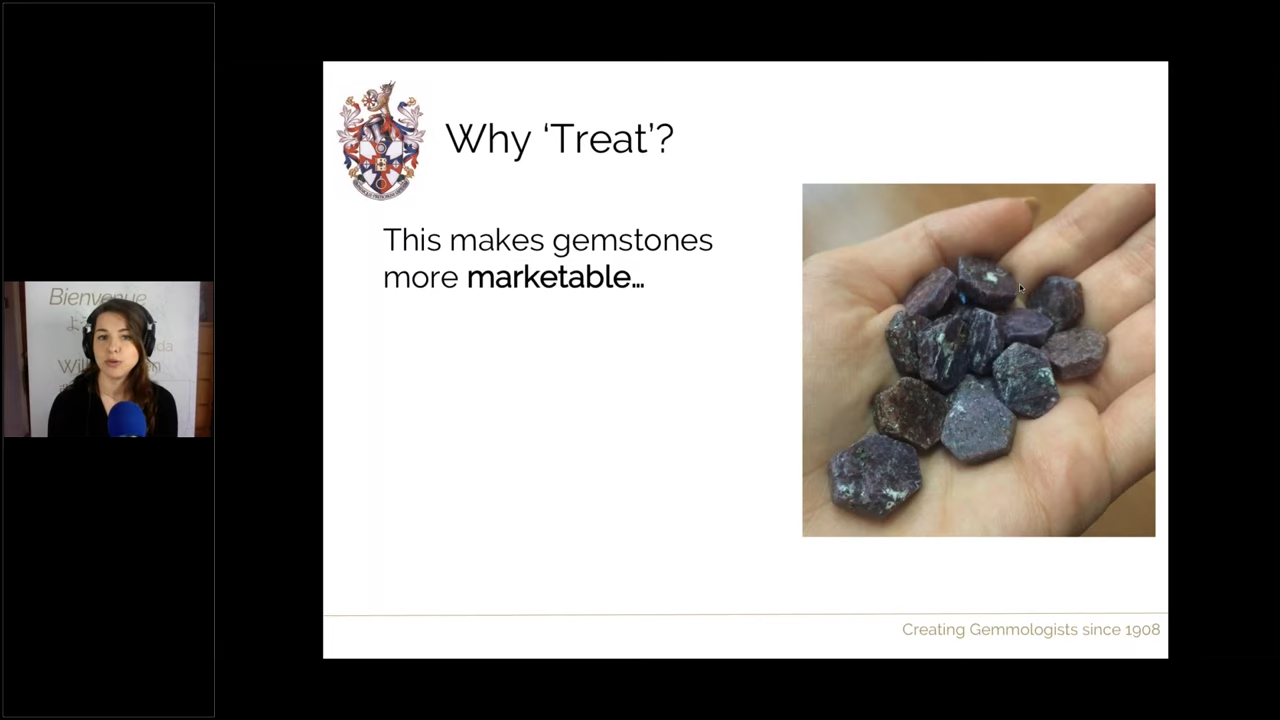 Why ‘Treat’?
This makes gemstones
more marketable...
Creating Gemmologists since 1908
Bienvenue